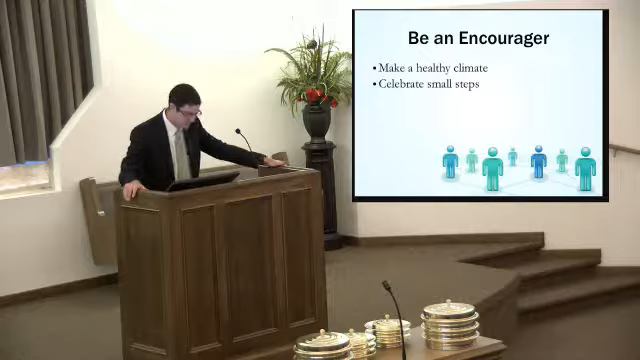 Be an Encourager
• Make a healthy climate
• Celebrate small steps